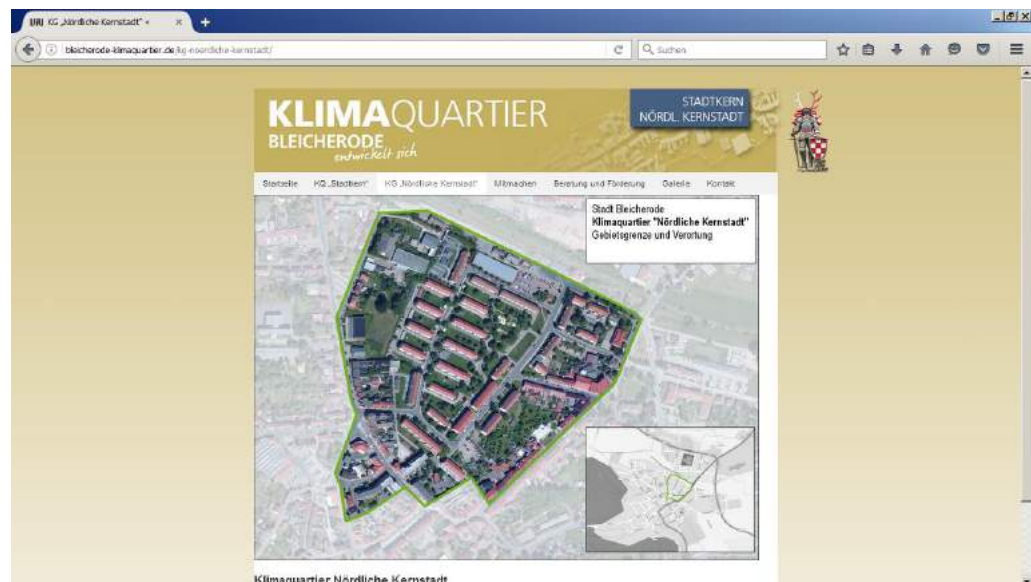 KG „Nördliche Kernstadt" «
bleicherode-klimaquartier.de/kg-noerdliche-kernstadt/
Suchen
KLIMAQUARTIER
BLEICHERODE
entwickelt sich
STADTKERN
NÖRDL. KERNSTADT
Startseite KQ „Stadtkern" KG „Nördliche Kernstadt" Mitmachen Beratung und Förderung Galerie Kontakt
Stadt Bleicherode
Klimaquartier "Nördliche Kernstadt"
Gebietsgrenze und Verortung
Klimaquartier Nördliche Kernstadt